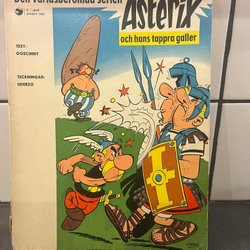 Den världsberömda serien
Asterix
och hans tappra galler
TEXT:
GOSCINNY
TECKNINGAR:
UDERZO